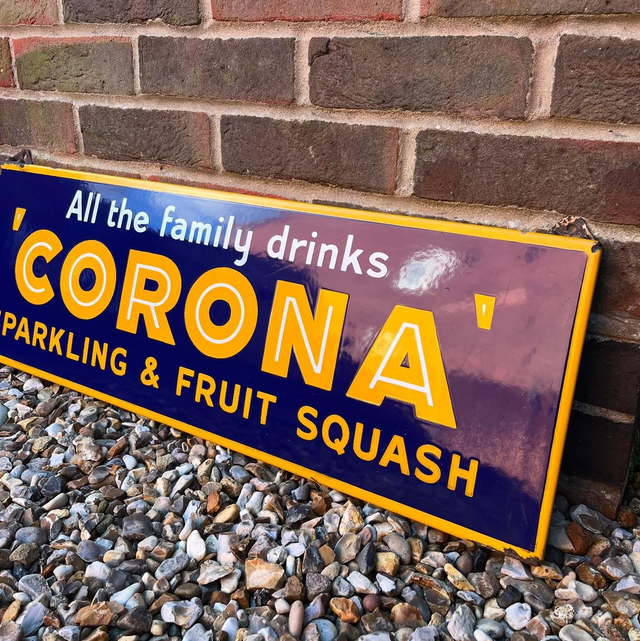 All the family drinks
'CORONA'
SPARKLING & FRUIT SQUASH